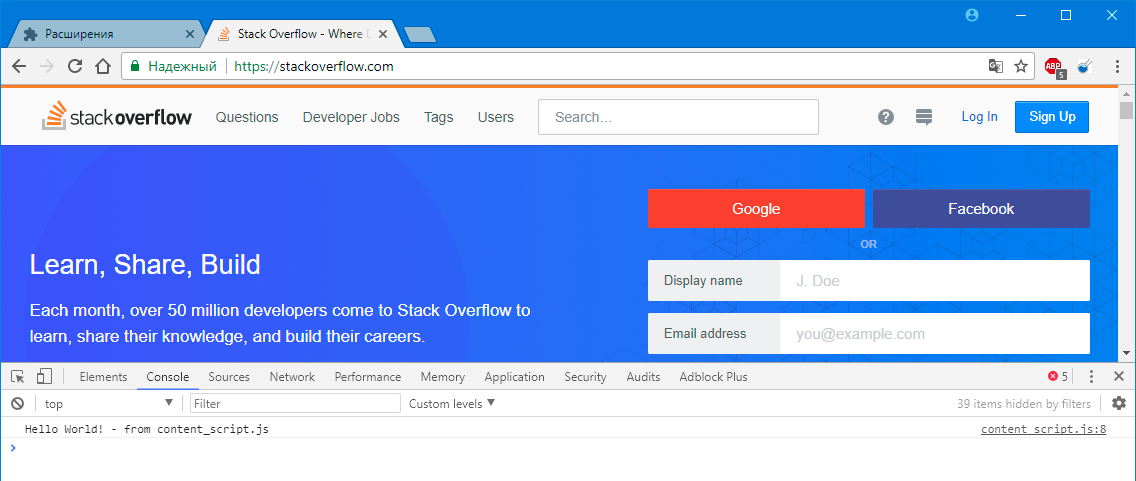 Расширения
Stack Overflow - Where D
Надежный https://stackoverflow.com
ABP
5
stackoverflow Questions Developer Jobs Tags Users Search... Log In Sign Up
Google Facebook
OR
Learn, Share, Build
Display name J. Doe
Each month, over 50 million developers come to Stack Overflow to
learn, share their knowledge, and build their careers.
Email address you@example.com
Elements Console Sources Network Performance Memory Application Security Audits Adblock Plus 5
top Filter Custom levels 39 items hidden by filters
Hello World! - from content_script.js content_script.js:8